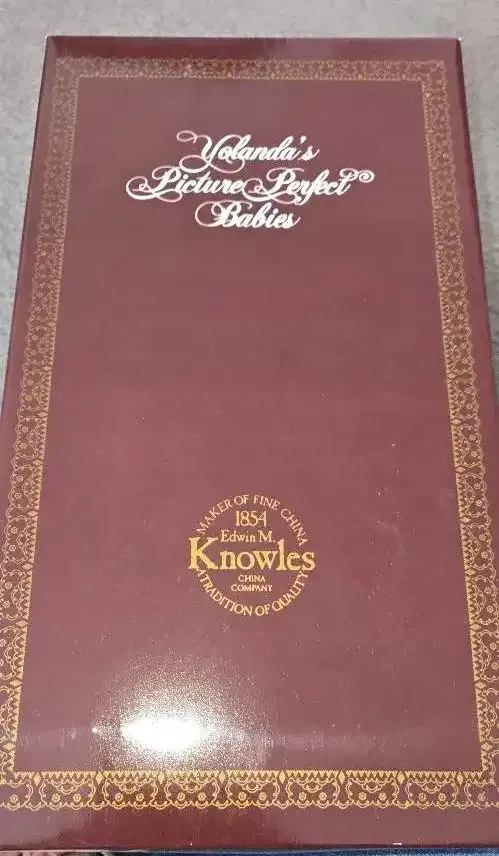 Yolanda's
Picture Perfect®
Babies
MAKER OF FINE CHINA
1854
Edwin M.
Knowles
CHINA
COMPANY
A TRADITION OF QUALITY